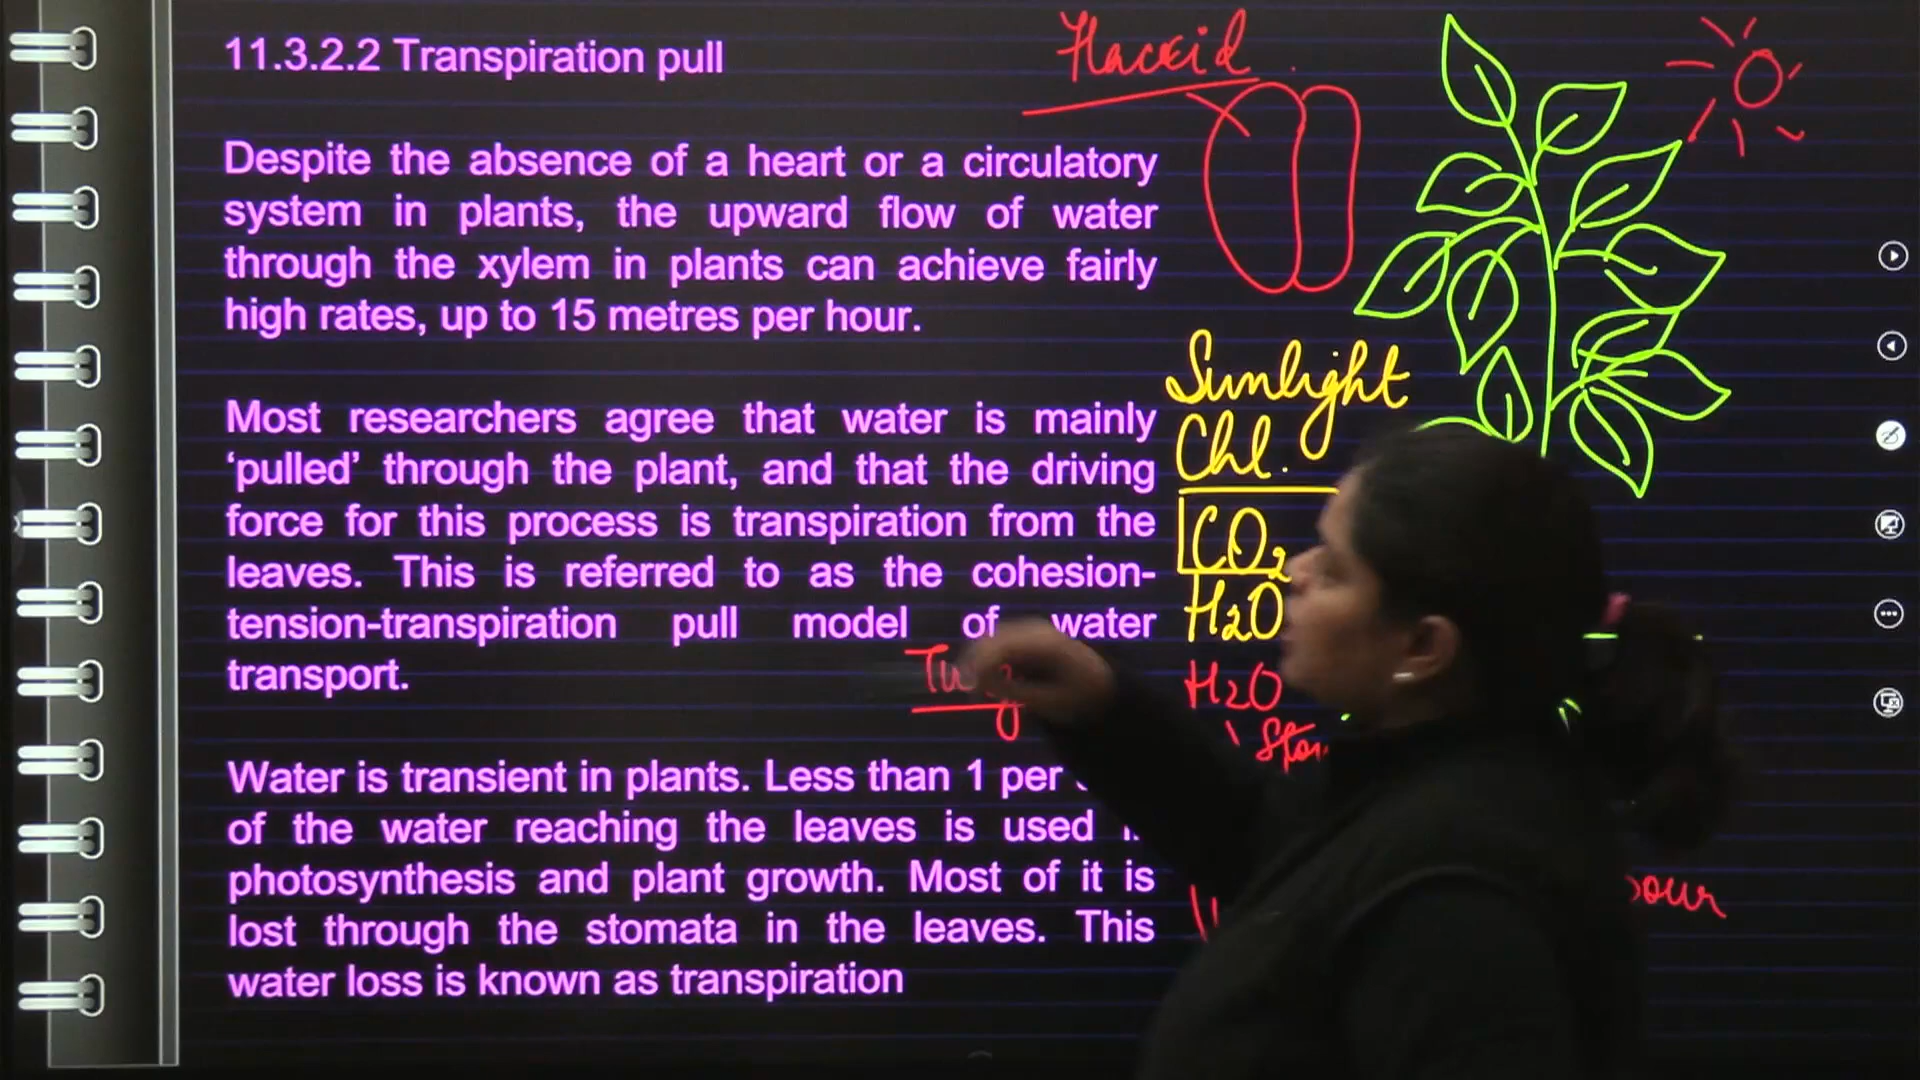 11.3.2.2 Transpiration pull
Despite the absence of a heart or a circulatory
system in plants, the upward flow of water
through the xylem in plants can achieve fairly
high rates, up to 15 metres per hour.
Most researchers agree that water is mainly
‘pulled’ through the plant, and that the driving
force for this process is transpiration from the
leaves. This is referred to as the cohesion-
tension-transpiration pull model of water
transport.
Water is transient in plants. Less than 1 per
of the water reaching the leaves is used
photosynthesis and plant growth. Most of it is
lost through the stomata in the leaves. This
water loss is known as transpiration
Sunlight
Chl.
CO2
H2O
H2O